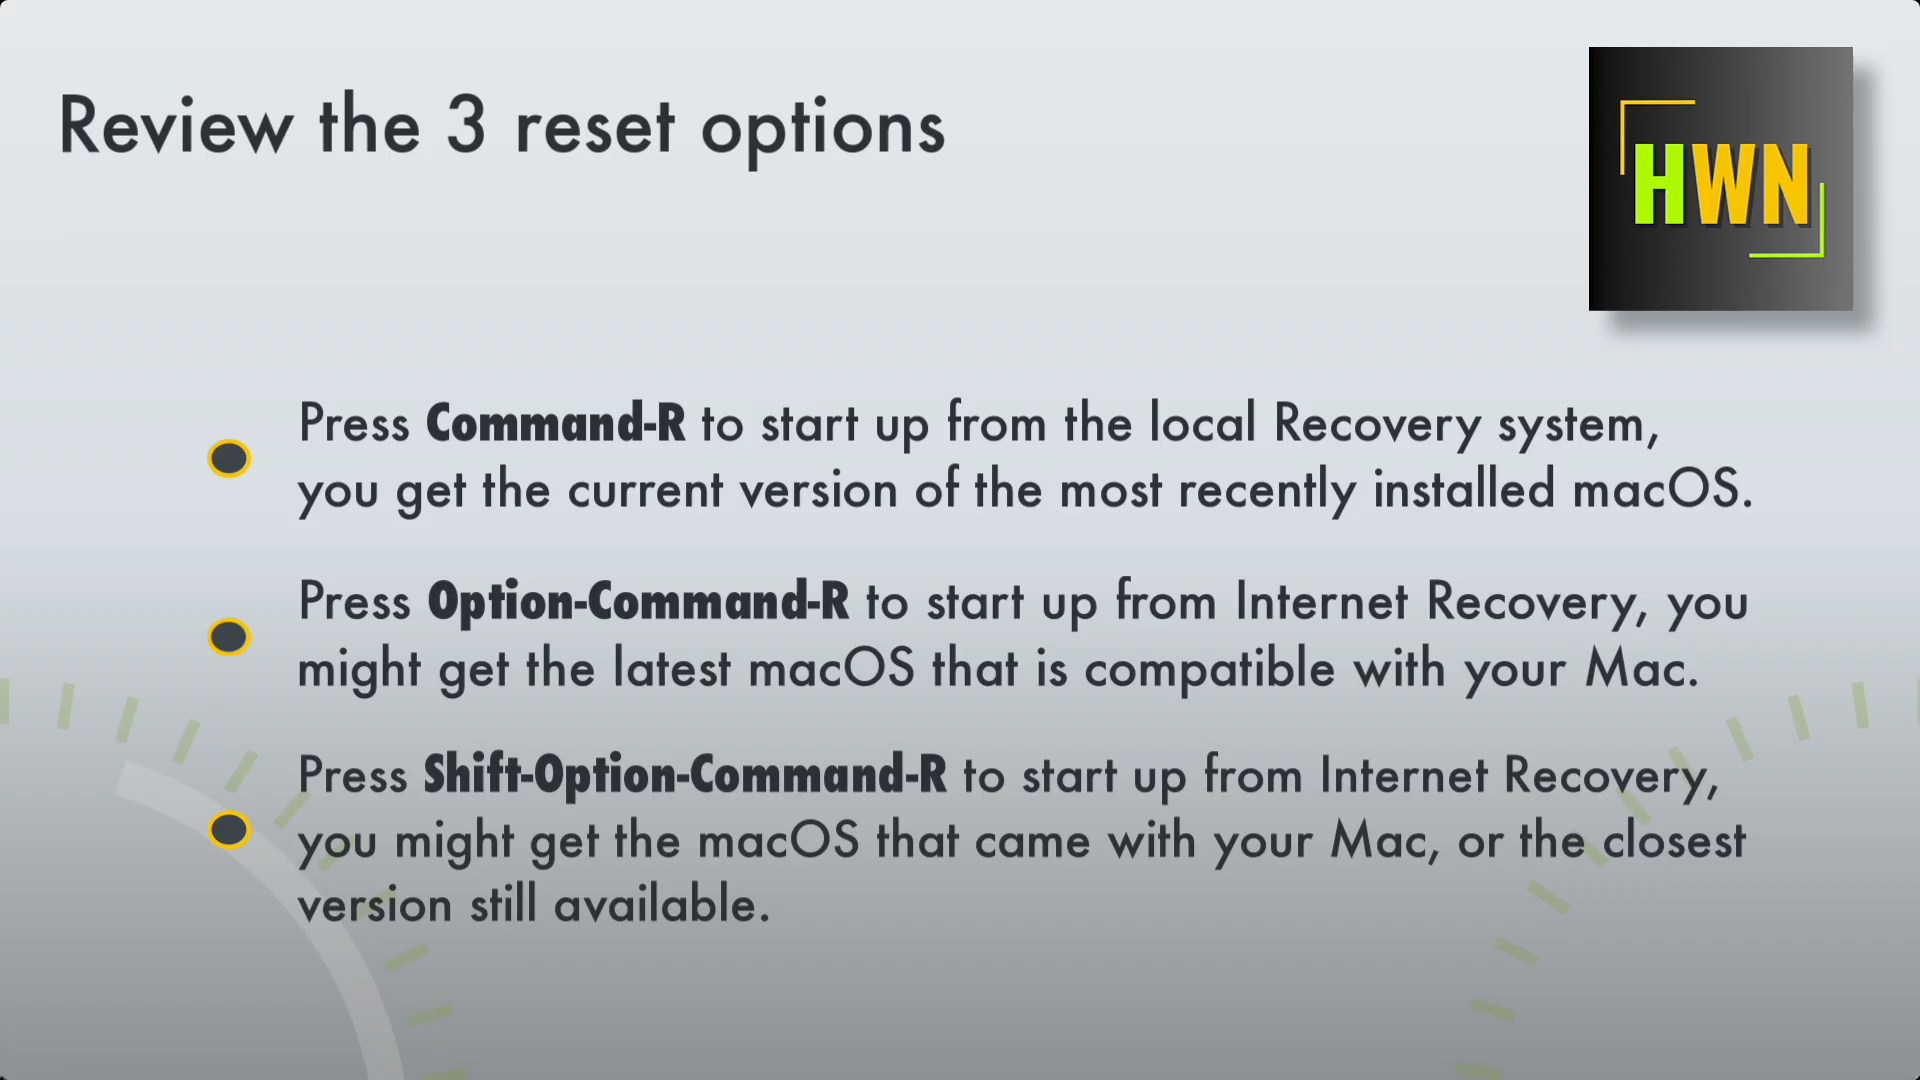 Review the 3 reset options
HWN
Press Command-R to start up from the local Recovery system,
you get the current version of the most recently installed macOS.
Press Option-Command-R to start up from Internet Recovery, you
might get the latest macOS that is compatible with your Mac.
Press Shift-Option-Command-R to start up from Internet Recovery,
you might get the macOS that came with your Mac, or the closest
version still available.